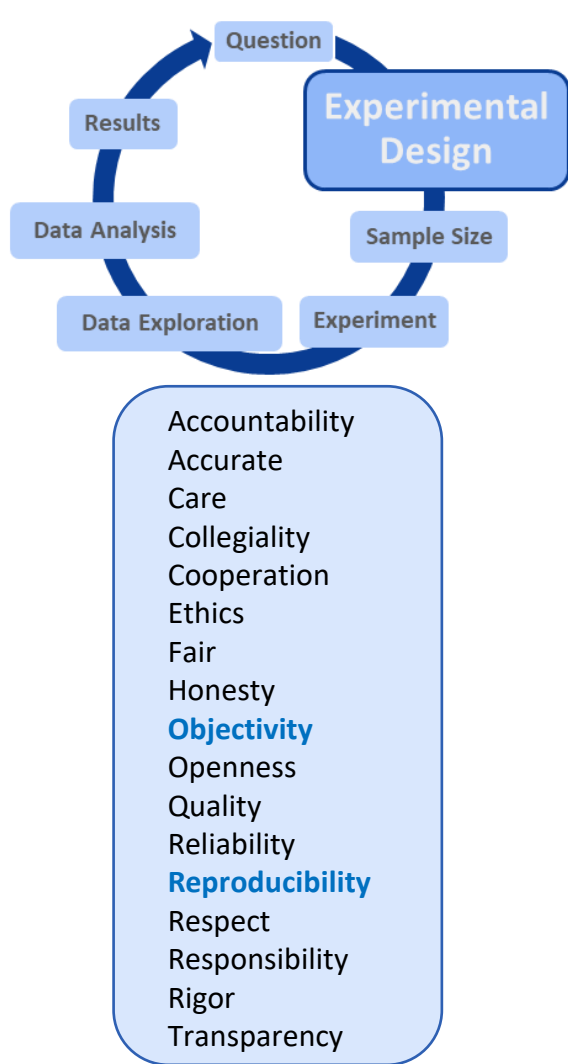 Question
Experimental
Design
Sample Size
Experiment
Data Exploration
Data Analysis
Results
Accountability
Accurate
Care
Collegiality
Cooperation
Ethics
Fair
Honesty
Objectivity
Openness
Quality
Reliability
Reproducibility
Respect
Responsibility
Rigor
Transparency